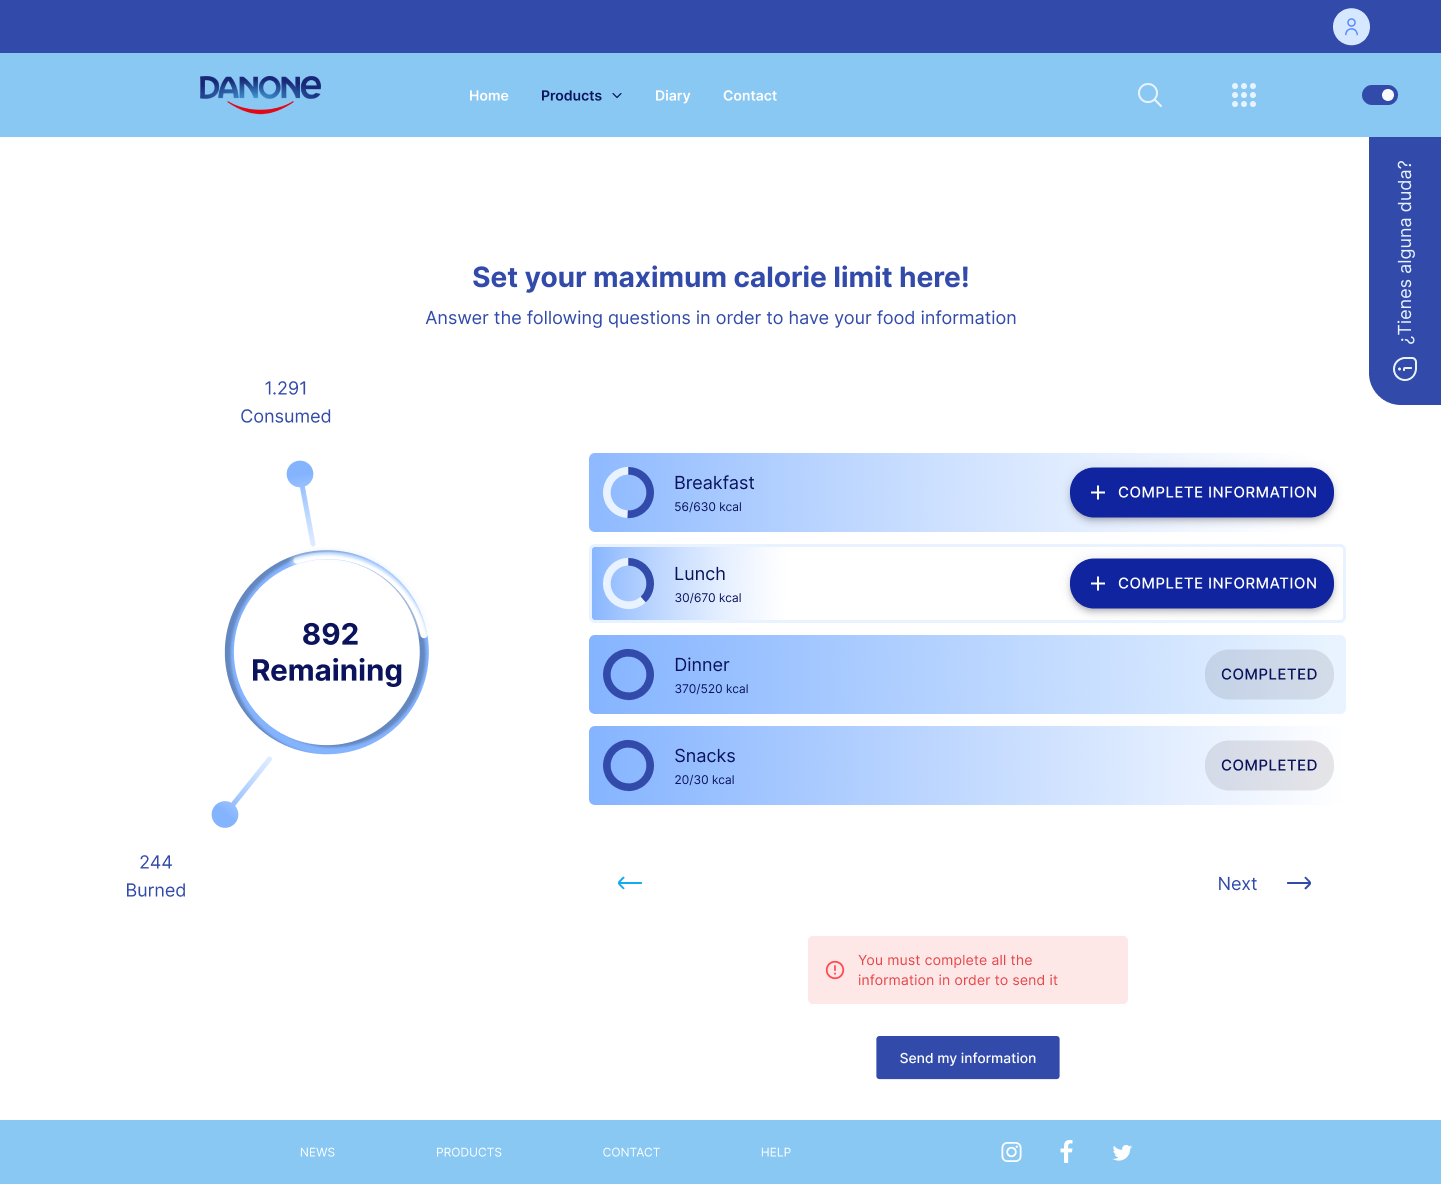 DANONE
Home
Products
Diary
Contact
¿Tienes alguna duda?
Set your maximum calorie limit here!
Answer the following questions in order to have your food information
1.291
Consumed
892
Remaining
244
Burned
Breakfast
56/630 kcal
COMPLETE INFORMATION
Lunch
30/670 kcal
COMPLETE INFORMATION
Dinner
370/520 kcal
COMPLETED
Snacks
20/30 kcal
COMPLETED
Next
You must complete all the
information in order to send it
Send my information
NEWS
PRODUCTS
CONTACT
HELP